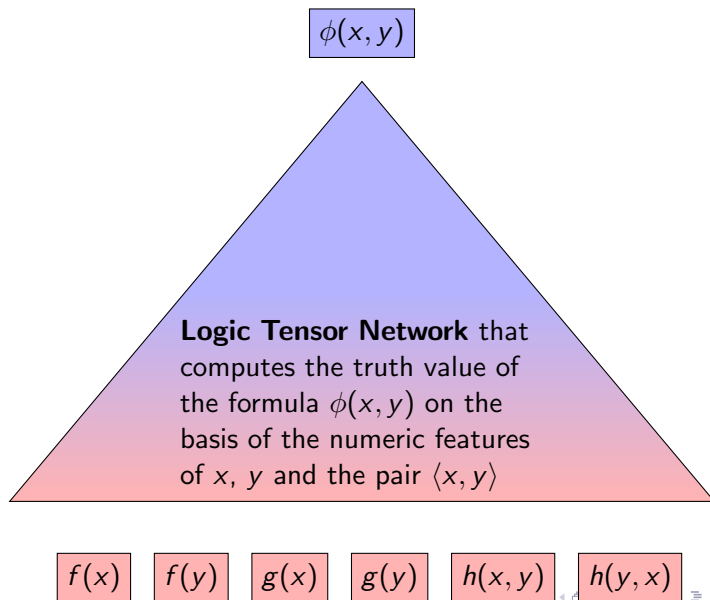 ϕ(x, y)
Logic Tensor Network that
computes the truth value of
the formula ϕ(x, y) on the
basis of the numeric features
of x, y and the pair ⟨x, y⟩
f(x) f(y) g(x) g(y) h(x, y) h(y, x)